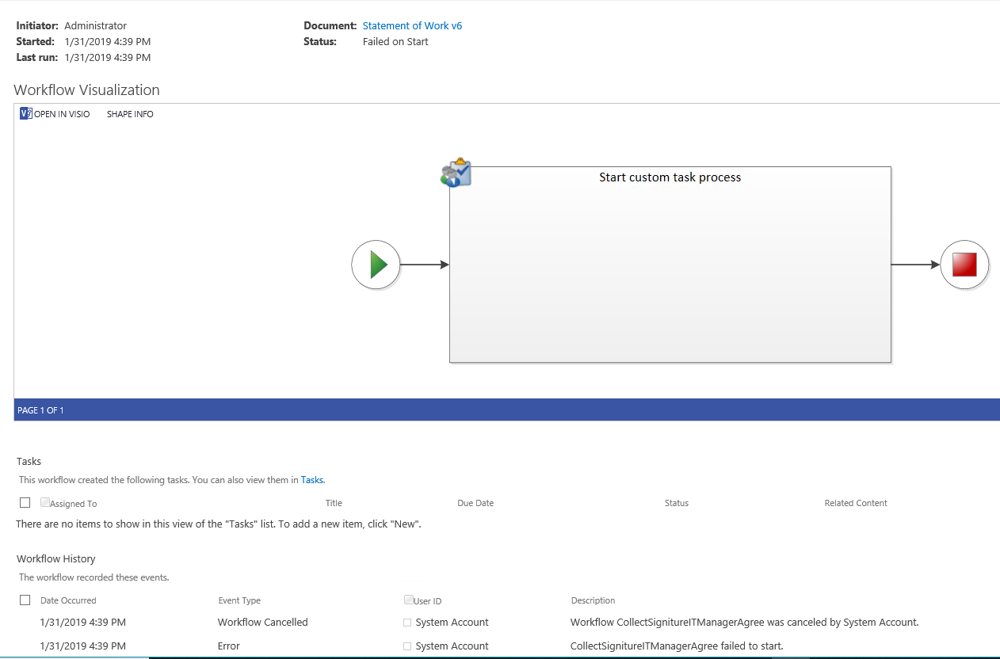 Initiator: Administrator Document: Statement of Work v6
Started: 1/31/2019 4:39 PM Status: Failed on Start
Last run: 1/31/2019 4:39 PM
Workflow Visualization
OPEN IN VISIO SHAPE INFO
Start custom task process
PAGE 1 OF 1
Tasks
This workflow created the following tasks. You can also view them in Tasks.
Assigned To Title Due Date Status Related Content
There are no items to show in this view of the "Tasks" list. To add a new item, click "New".
Workflow History
The workflow recorded these events.
Date Occurred Event Type User ID Description
1/31/2019 4:39 PM Workflow Cancelled System Account Workflow CollectSignitureITManagerAgree was canceled by System Account.
1/31/2019 4:39 PM Error System Account CollectSignitureITManagerAgree failed to start.